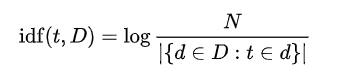 idf(t, D) = log N / |{d ∈ D : t ∈ d}|